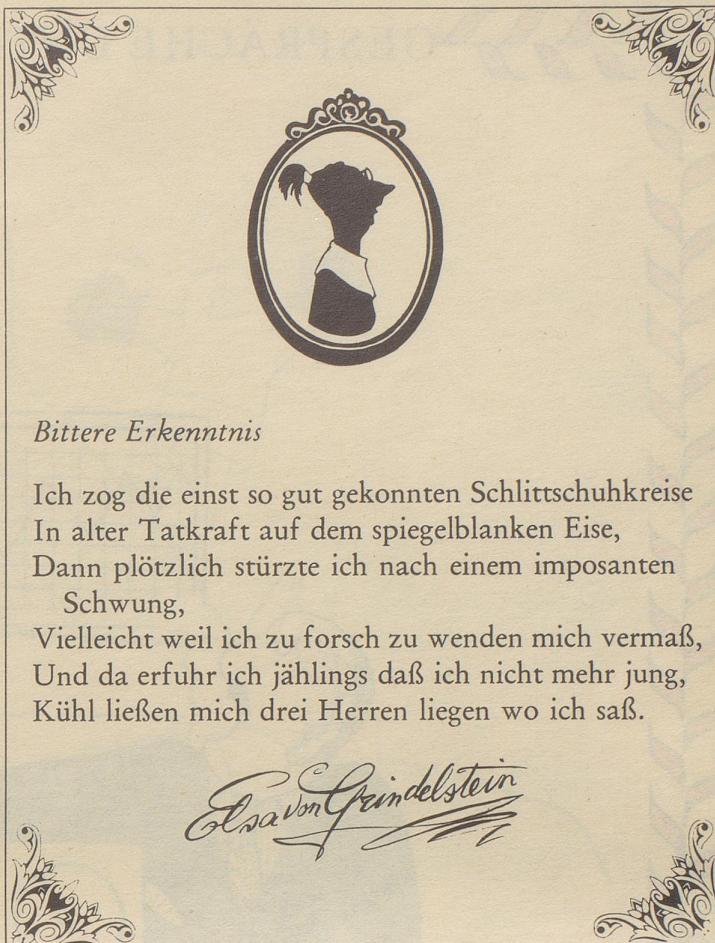 Bittere Erkenntnis
Ich zog die einst so gut gekonnten Schlittschuhkreise
In alter Tatkraft auf dem spiegelblanken Eise,
Dann plötzlich stürzte ich nach einem imposanten
Schwung,
Vielleicht weil ich zu forsch zu wenden mich vermaß,
Und da erfuhr ich jählings daß ich nicht mehr jung,
Kühl ließen mich drei Herren liegen wo ich saß.
Elsa von Grindelstein